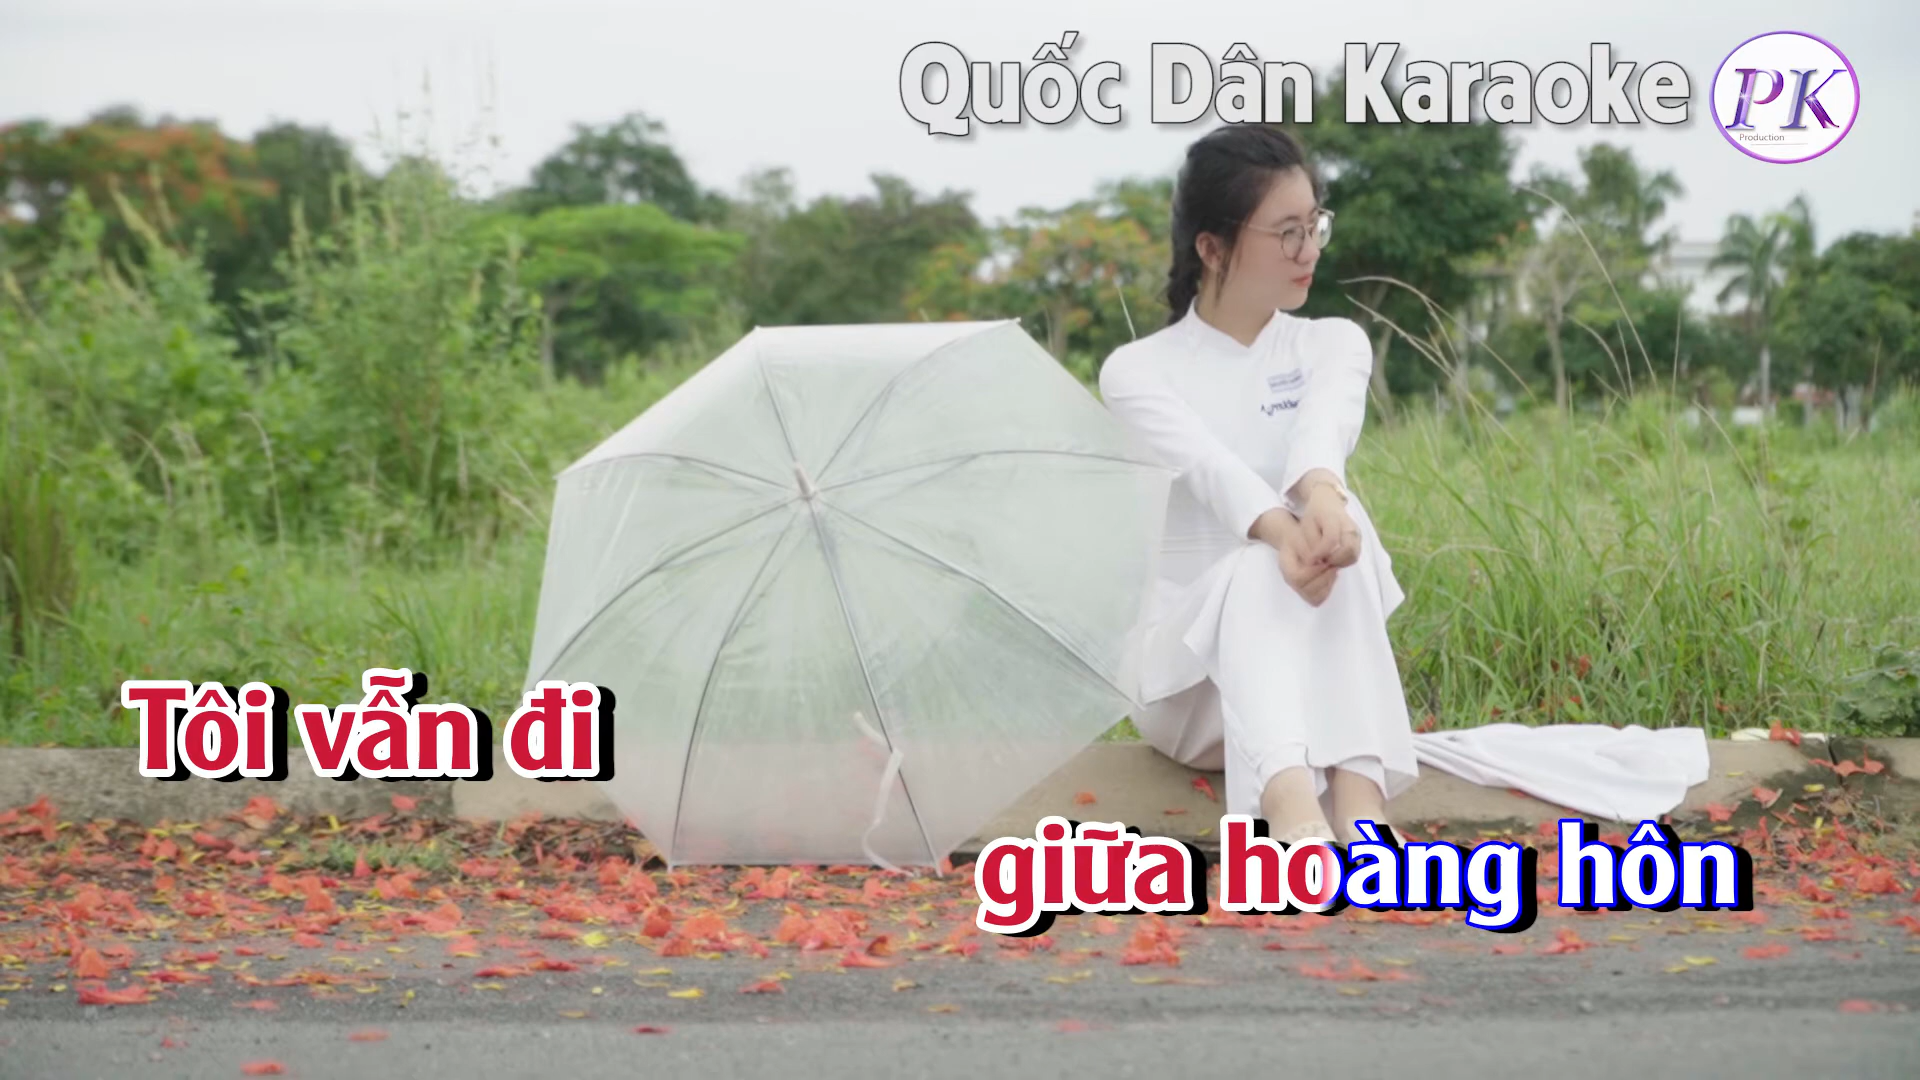 Quốc Dân Karaoke
PK
Production
Tôi vẫn đi
giữa hoàng hôn